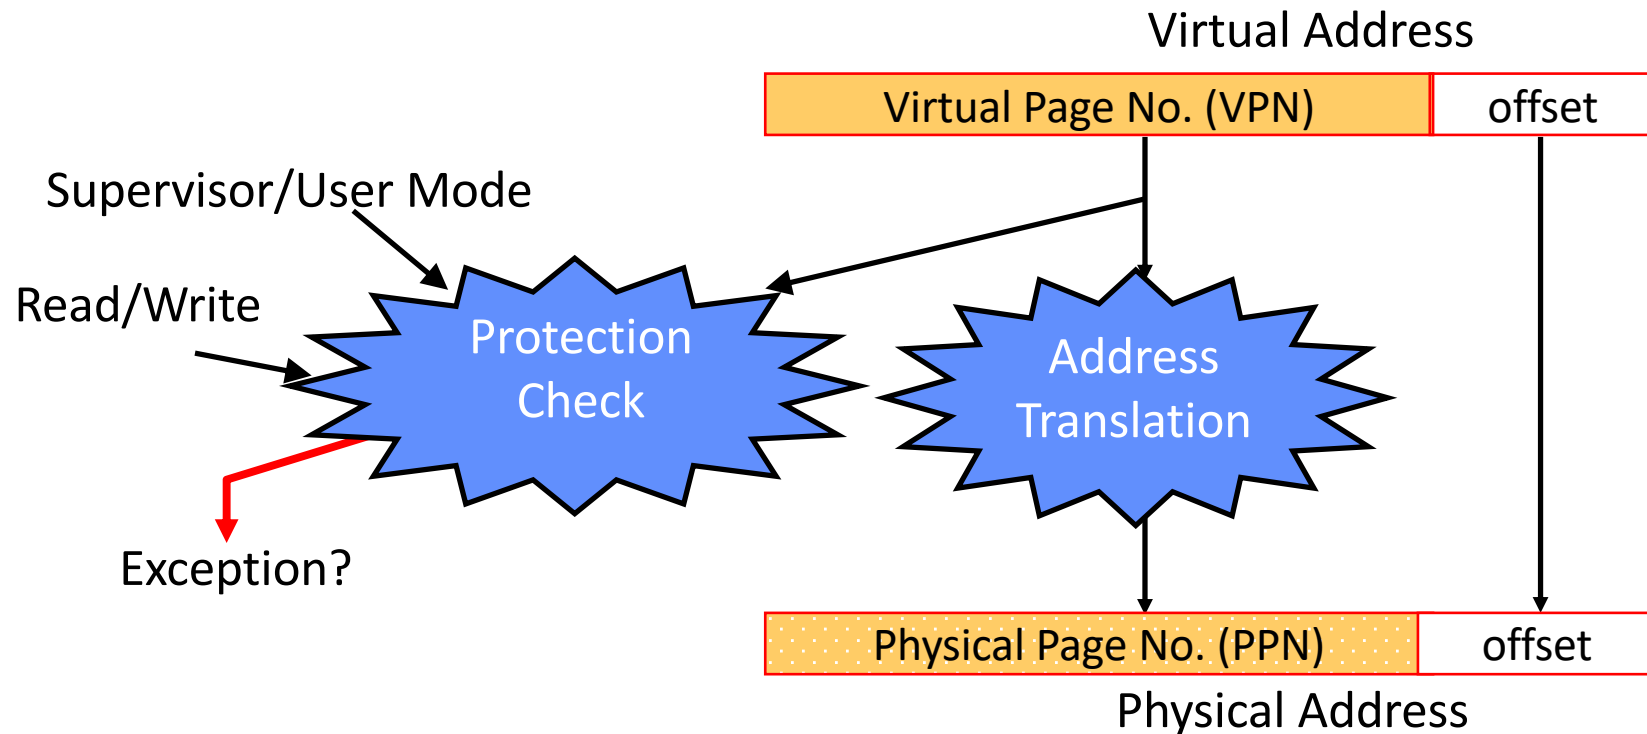 Virtual Address
Virtual Page No. (VPN)
offset
Supervisor/User Mode
Read/Write
Protection
Check
Address
Translation
Exception?
Physical Page No. (PPN)
offset
Physical Address